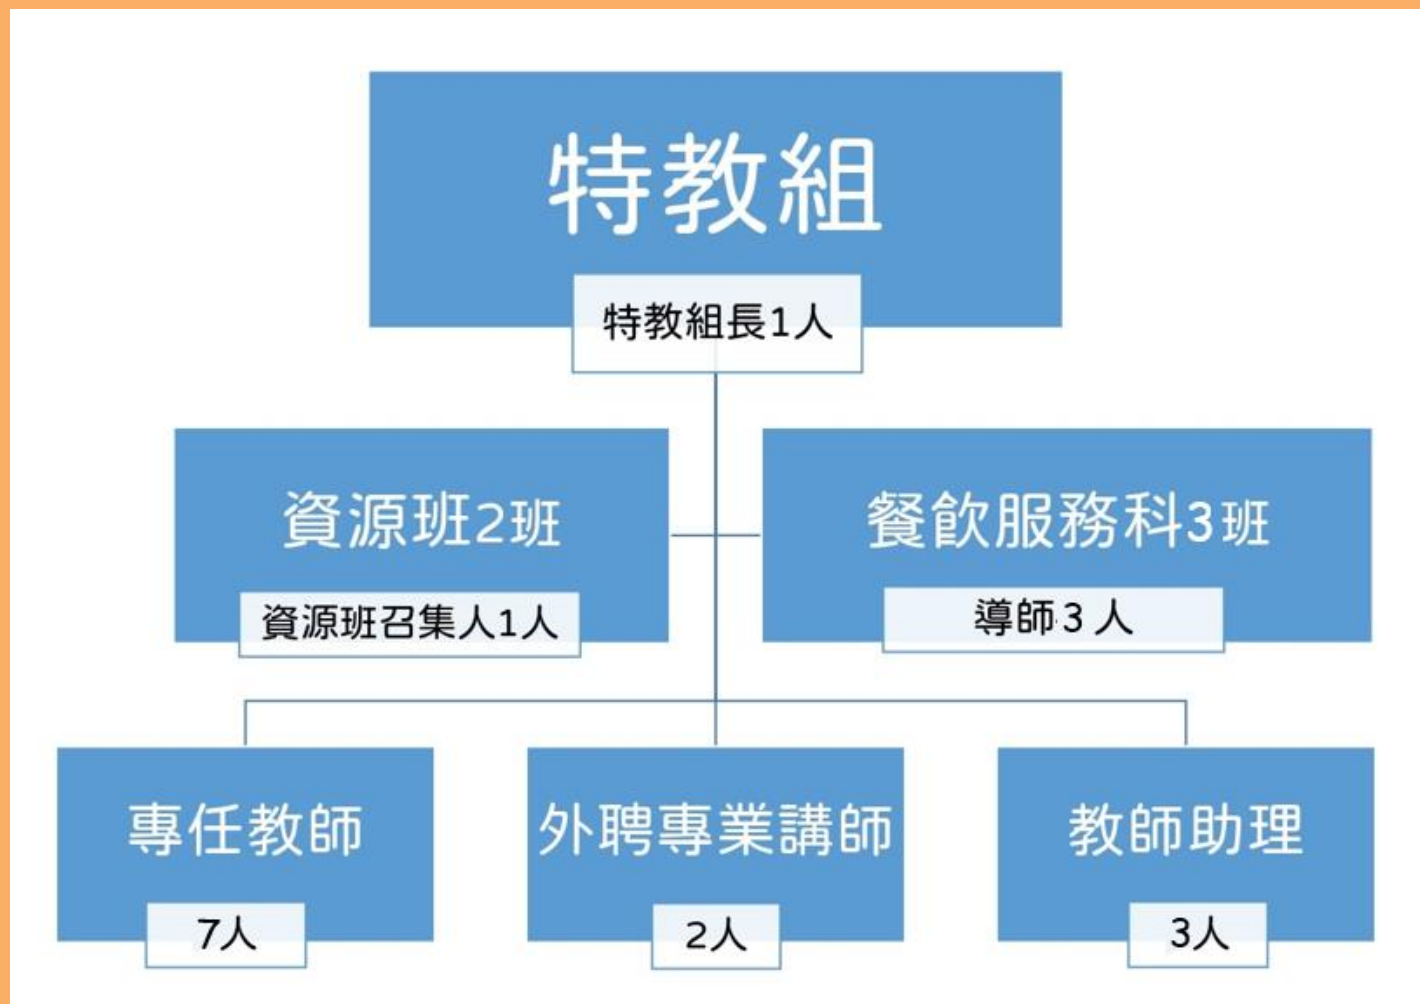 特教組
特教組長1人
資源班2班
資源班召集人1人
餐飲服務科3班
導師3人
專任教師
7人
外聘專業講師
2人
教師助理
3人